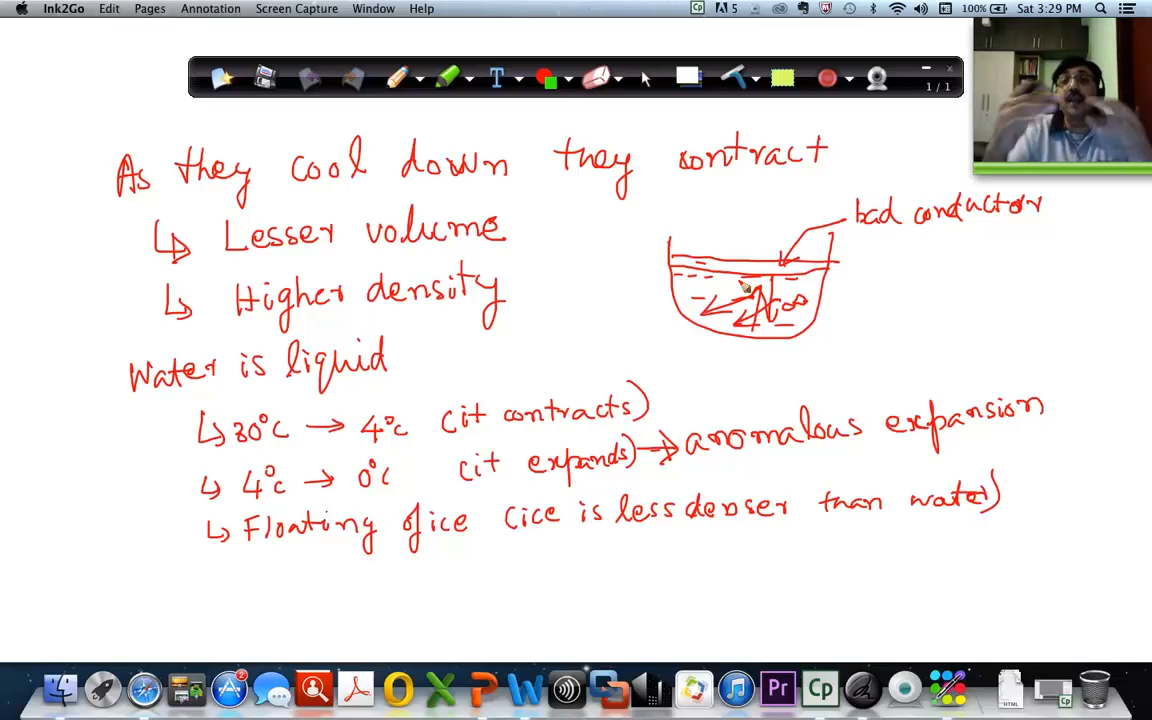 Ink2Go File Edit Pages Annotation Screen Capture Window Help 5 100% Sat 3:29 PM
1 / 1
As they cool down they contract
bad conductor
↳ Lesser volume
↳ Higher density
Water is liquid
↳ 30°C → 4°C (it contracts)
↳ 4°C → 0°C (it expands) → anomalous expansion
↳ Floating of ice (ice is less denser than water)